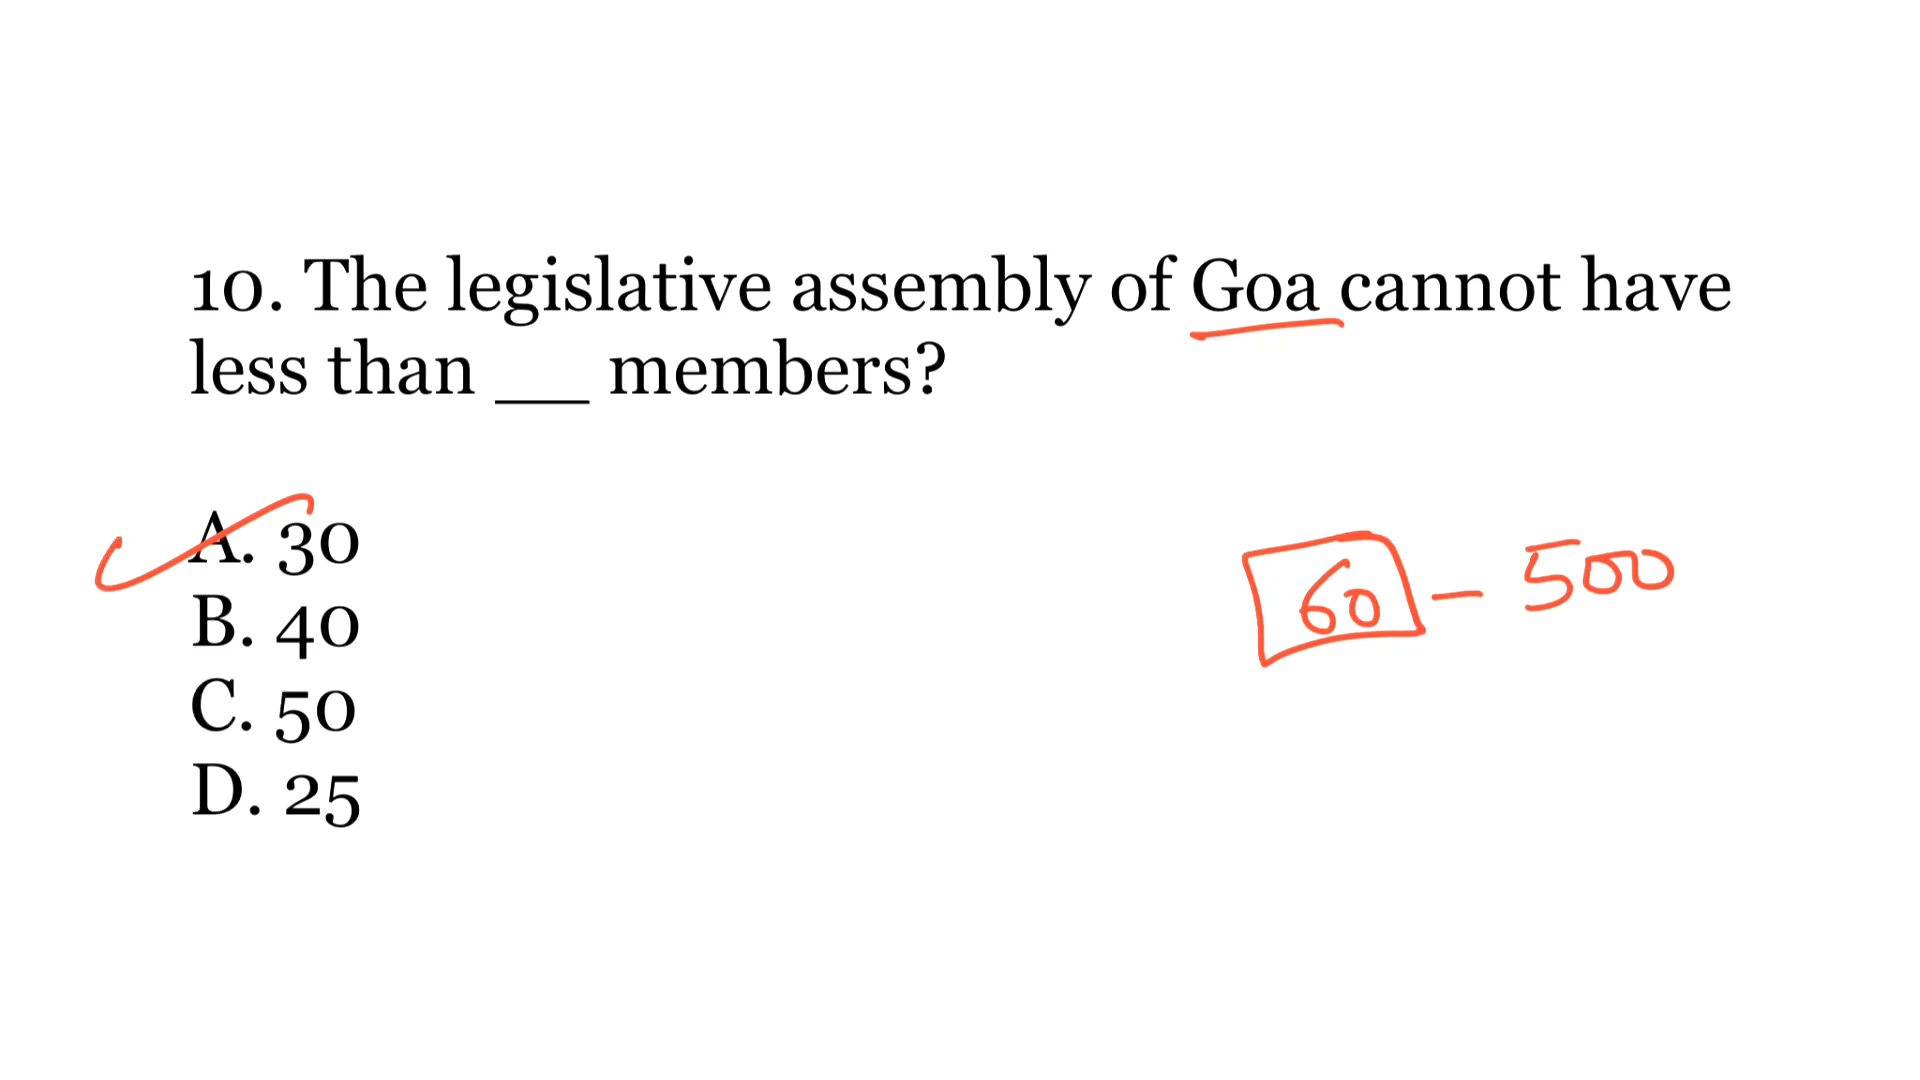 10. The legislative assembly of Goa cannot have
less than ___ members?
A. 30
B. 40
C. 50
D. 25
60 - 500